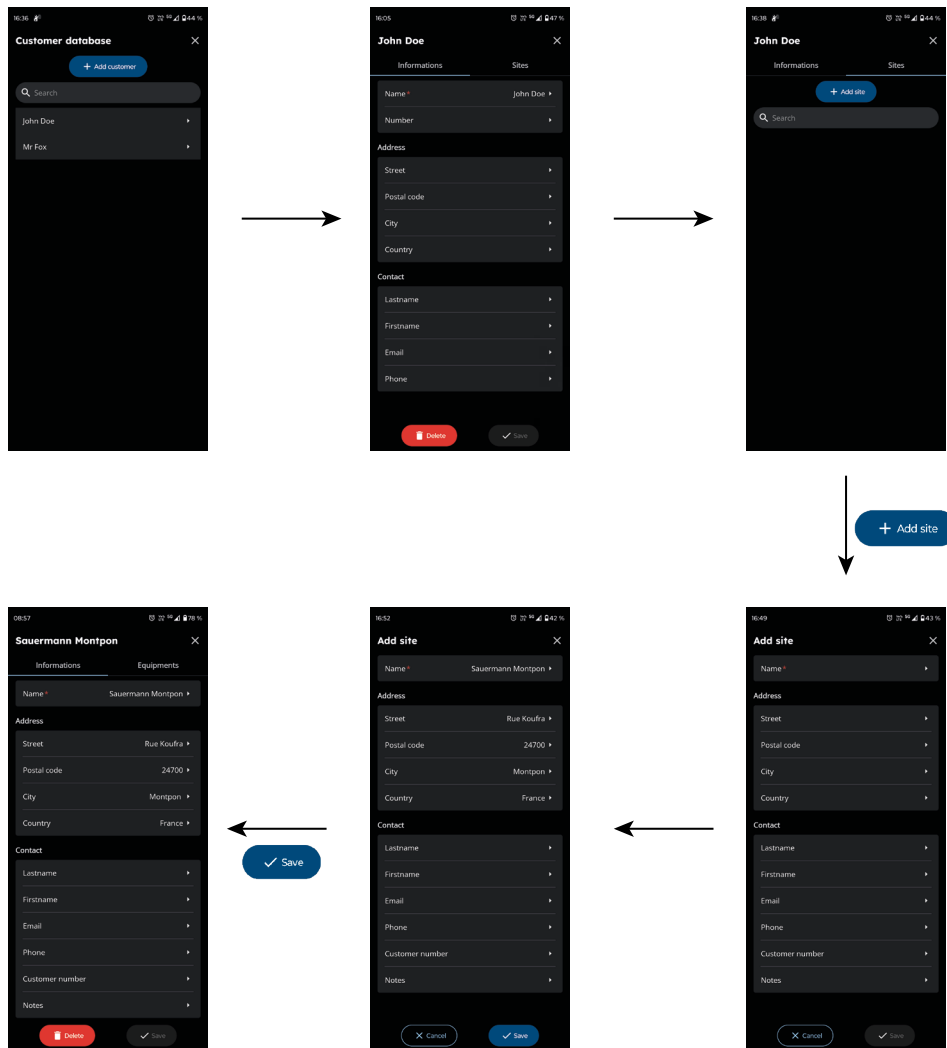 16:36 44 %
Customer database
+ Add customer
Search
John Doe
Mr Fox
16:05 5G 47 %
John Doe
Informations Sites
Name* John Doe
Number
Address
Street
Postal code
City
Country
Contact
Lastname
Firstname
Email
Phone
Delete Save
16:38 5G 44 %
John Doe
Informations Sites
+ Add site
Search
+ Add site
08:57 5G 78 %
Sauermann Montpon
Informations Equipments
Name* Sauermann Montpon
Address
Street Rue Koufra
Postal code 24700
City Montpon
Country France
Contact
Lastname
Firstname
Email
Phone
Customer number
Notes
Delete Save
Save
16:52 5G 42 %
Add site
Name* Sauermann Montpon
Address
Street Rue Koufra
Postal code 24700
City Montpon
Country France
Contact
Lastname
Firstname
Email
Phone
Customer number
Notes
Cancel Save
16:49 5G 43 %
Add site
Name*
Address
Street
Postal code
City
Country
Contact
Lastname
Firstname
Email
Phone
Customer number
Notes
Cancel Save